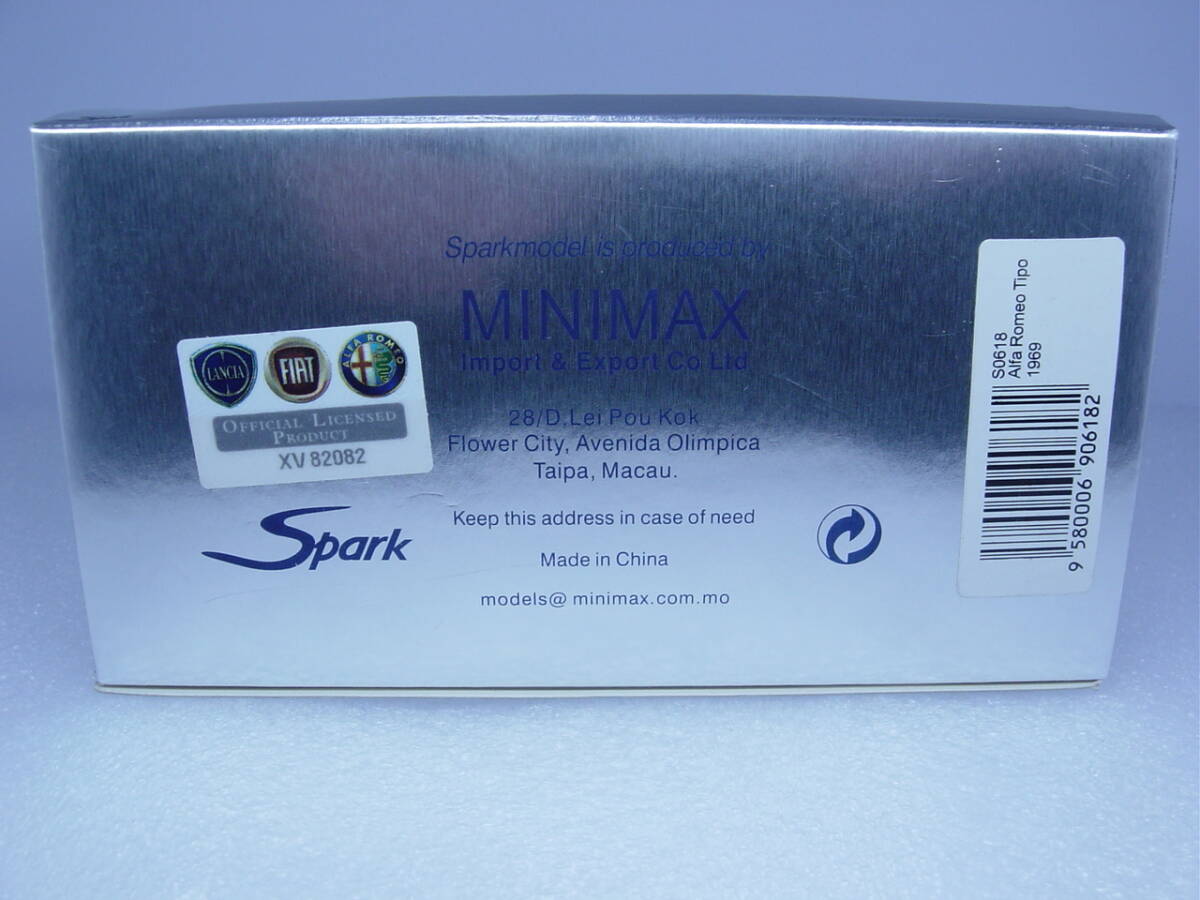 Sparkmodel is produced by
MINIMAX
Import & Export Co Ltd
28/D, Lei Pou Kok
Flower City, Avenida Olimpica
Taipa, Macau.
Keep this address in case of need
Made in China
models@ minimax.com.mo
LANCIA
FIAT
ALFA ROMEO
OFFICIAL LICENSED
PRODUCT
XV 82082
Spark
S0618
Alfa Romeo Tipo
1969
9 580006 906182